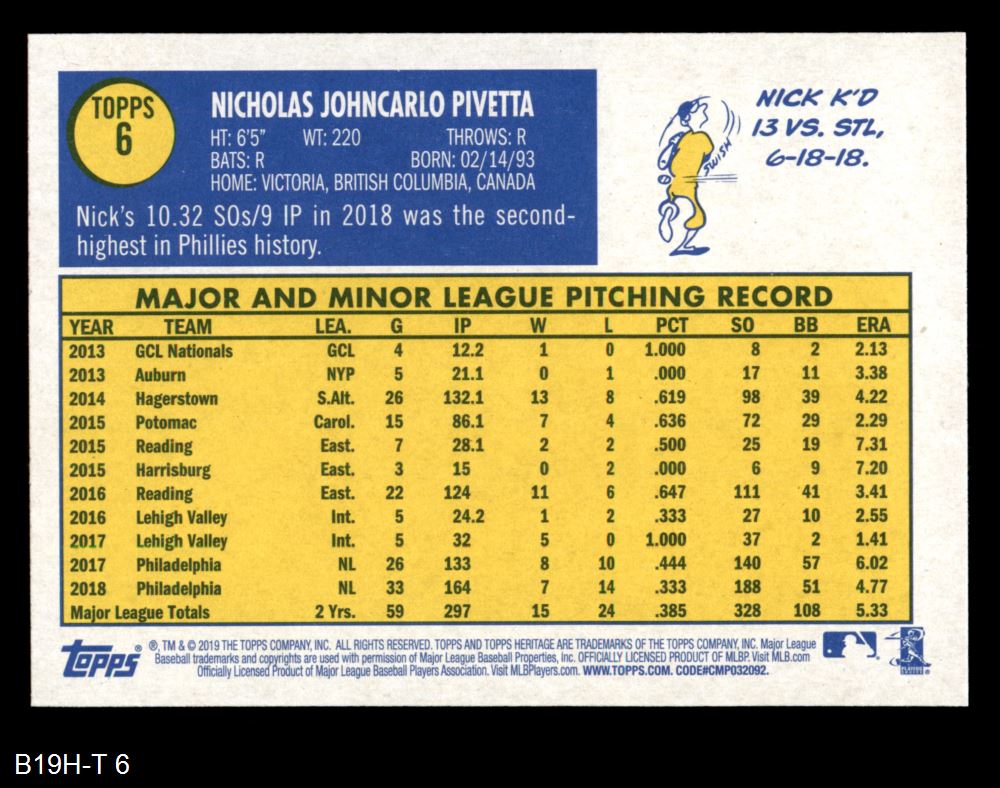 TOPPS
6
NICHOLAS JOHNCARLO PIVETTA
HT: 6'5" WT: 220 THROWS: R
BATS: R BORN: 02/14/93
HOME: VICTORIA, BRITISH COLUMBIA, CANADA
Nick's 10.32 SOs/9 IP in 2018 was the second-
highest in Phillies history.
NICK K'D
13 VS. STL,
6-18-18.
SWISH
MAJOR AND MINOR LEAGUE PITCHING RECORD
YEAR TEAM LEA. G IP W L PCT SO BB ERA
2013 GCL Nationals GCL 4 12.2 1 0 1.000 8 2 2.13
2013 Auburn NYP 5 21.1 0 1 .000 17 11 3.38
2014 Hagerstown S.Alt. 26 132.1 13 8 .619 98 39 4.22
2015 Potomac Carol. 15 86.1 7 4 .636 72 29 2.29
2015 Reading East. 7 28.1 2 2 .500 25 19 7.31
2015 Harrisburg East. 3 15 0 2 .000 6 9 7.20
2016 Reading East. 22 124 11 6 .647 111 41 3.41
2016 Lehigh Valley Int. 5 24.2 1 2 .333 27 10 2.55
2017 Lehigh Valley Int. 5 32 5 0 1.000 37 2 1.41
2017 Philadelphia NL 26 133 8 10 .444 140 57 6.02
2018 Philadelphia NL 33 164 7 14 .333 188 51 4.77
Major League Totals 2 Yrs. 59 297 15 24 .385 328 108 5.33
topps®
®, TM & © 2019 THE TOPPS COMPANY, INC. ALL RIGHTS RESERVED. TOPPS AND TOPPS HERITAGE ARE TRADEMARKS OF THE TOPPS COMPANY, INC. Major League
Baseball trademarks and copyrights are used with permission of Major League Baseball Properties, Inc. OFFICIALLY LICENSED PRODUCT OF MLBP. Visit MLB.com
Officially Licensed Product of Major League Baseball Players Association. Visit MLBPlayers.com. WWW.TOPPS.COM. CODE#CMP032092.
B19H-T 6